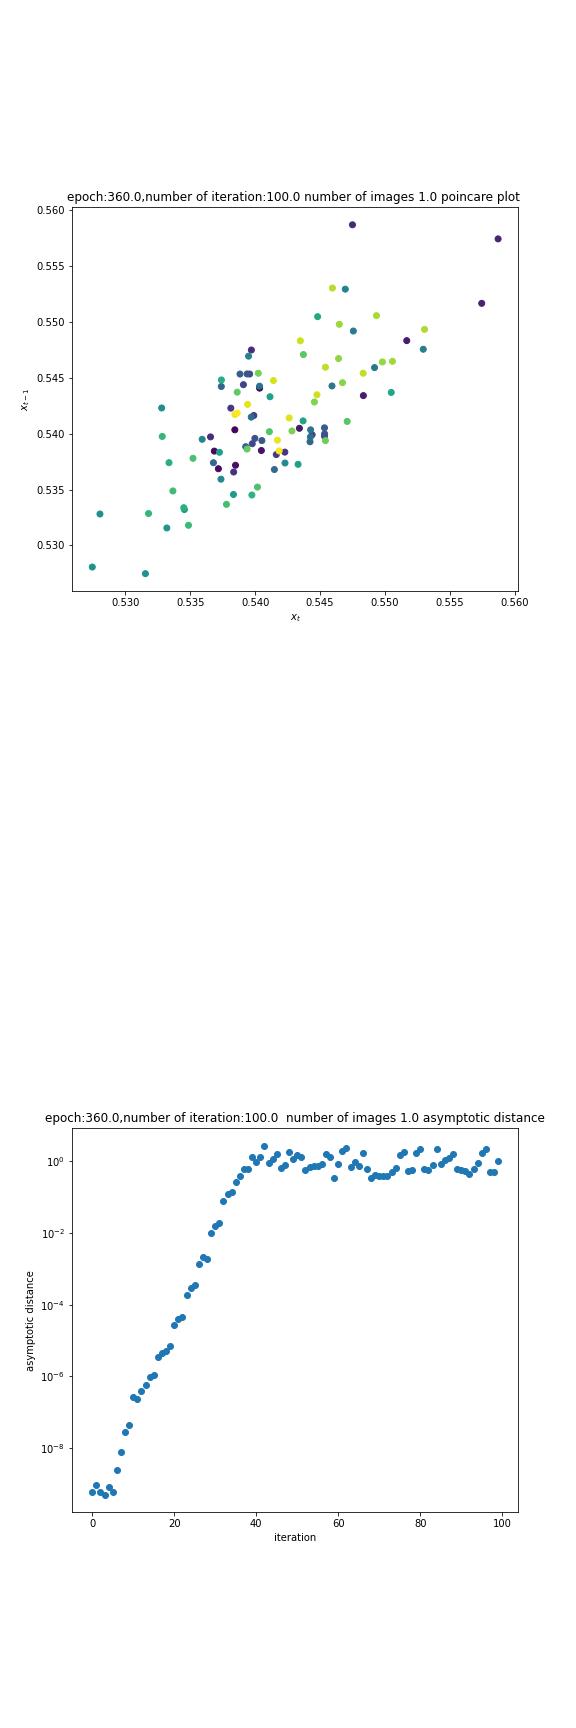 epoch:360.0,number of iteration:100.0 number of images 1.0 poincare plot
0.560
0.555
0.550
0.545
0.540
0.535
0.530
x_{t-1}
0.530 0.535 0.540 0.545 0.550 0.555 0.560
x_t
epoch:360.0,number of iteration:100.0  number of images 1.0 asymptotic distance
10^0
10^{-2}
10^{-4}
10^{-6}
10^{-8}
asymptotic distance
0 20 40 60 80 100
iteration